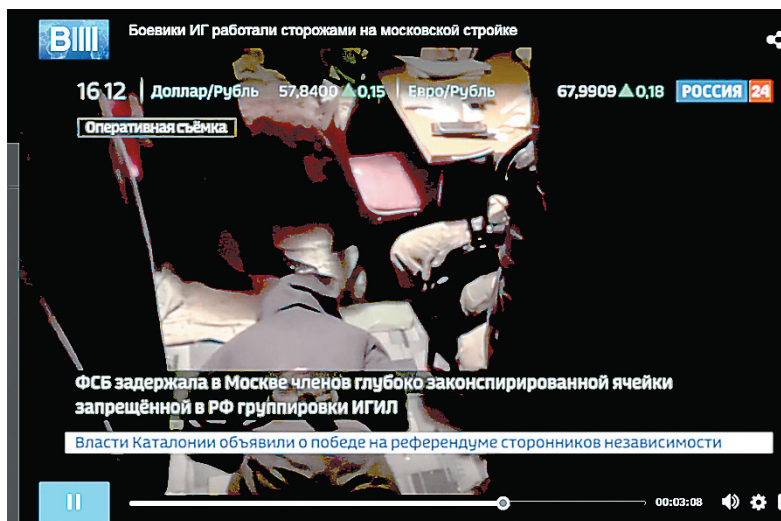 Боевики ИГ работали сторожами на московской стройке
16 12 Доллар/Рубль 57,8400 ▲ 0,15 Евро/Рубль 67,9909 ▲ 0,18 РОССИЯ 24
Оперативная съёмка
ФСБ задержала в Москве членов глубоко законспирированной ячейки
запрещённой в РФ группировки ИГИЛ
Власти Каталонии объявили о победе на референдуме сторонников независимости
00:03:08